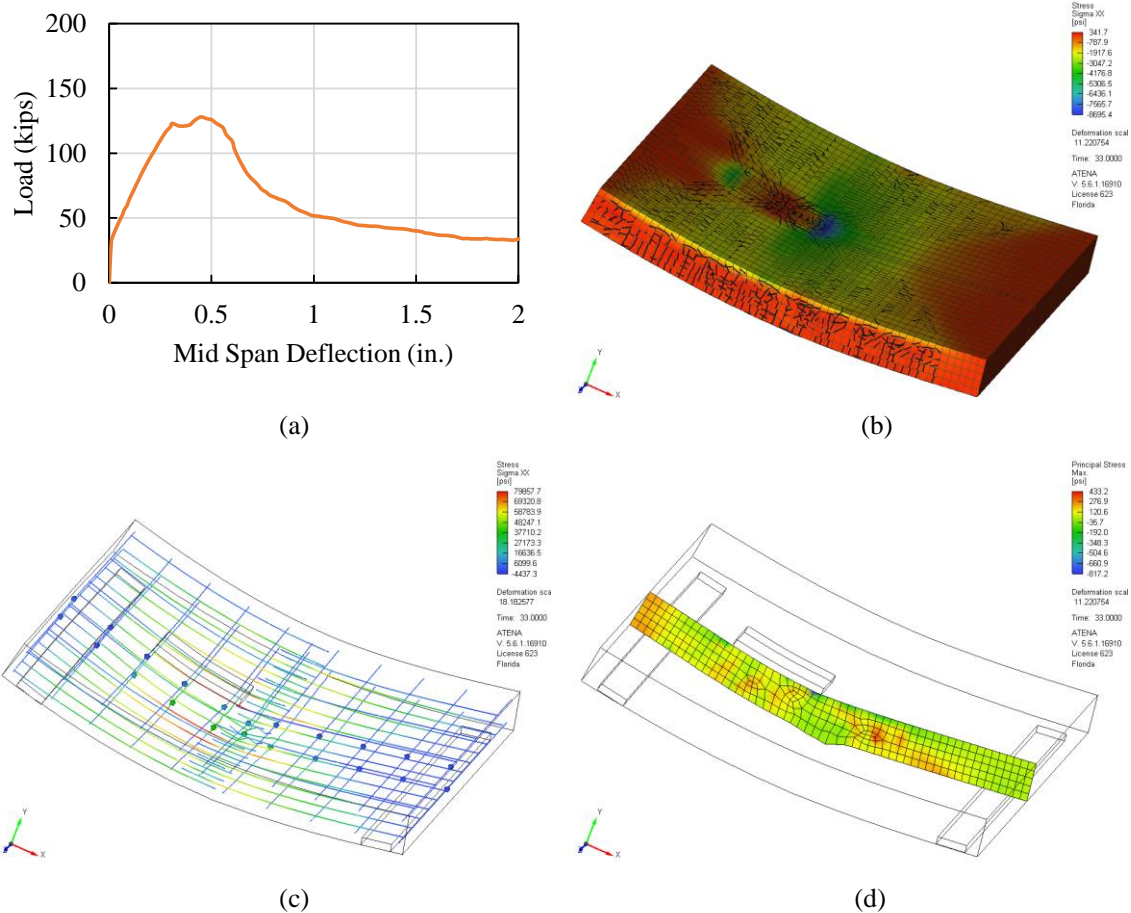 200
150
100
50
0
0
0.5
1
1.5
2
Load (kips)
Mid Span Deflection (in.)
(a)
Stress
Sigma XX
[psi]
341.7
-787.9
-1917.6
-3047.2
-4176.8
-5306.5
-6436.1
-7565.7
-8695.4
Deformation scal
11.220754
Time: 33.0000
ATENA
V. 5.6.1.16910
License 623
Florida
Y
X
(b)
Stress
Sigma XX
[psi]
79857.7
69320.8
58783.9
48247.1
37710.2
27173.3
16636.5
6099.6
-4437.3
Deformation sca
18.182577
Time: 33.0000
ATENA
V. 5.6.1.16910
License 623
Florida
Y
X
(c)
Principal Stress
Max.
[psi]
433.2
276.9
120.6
-35.7
-192.0
-348.3
-504.6
-660.9
-817.2
Deformation scal
11.220754
Time: 33.0000
ATENA
V. 5.6.1.16910
License 623
Florida
Y
X
(d)